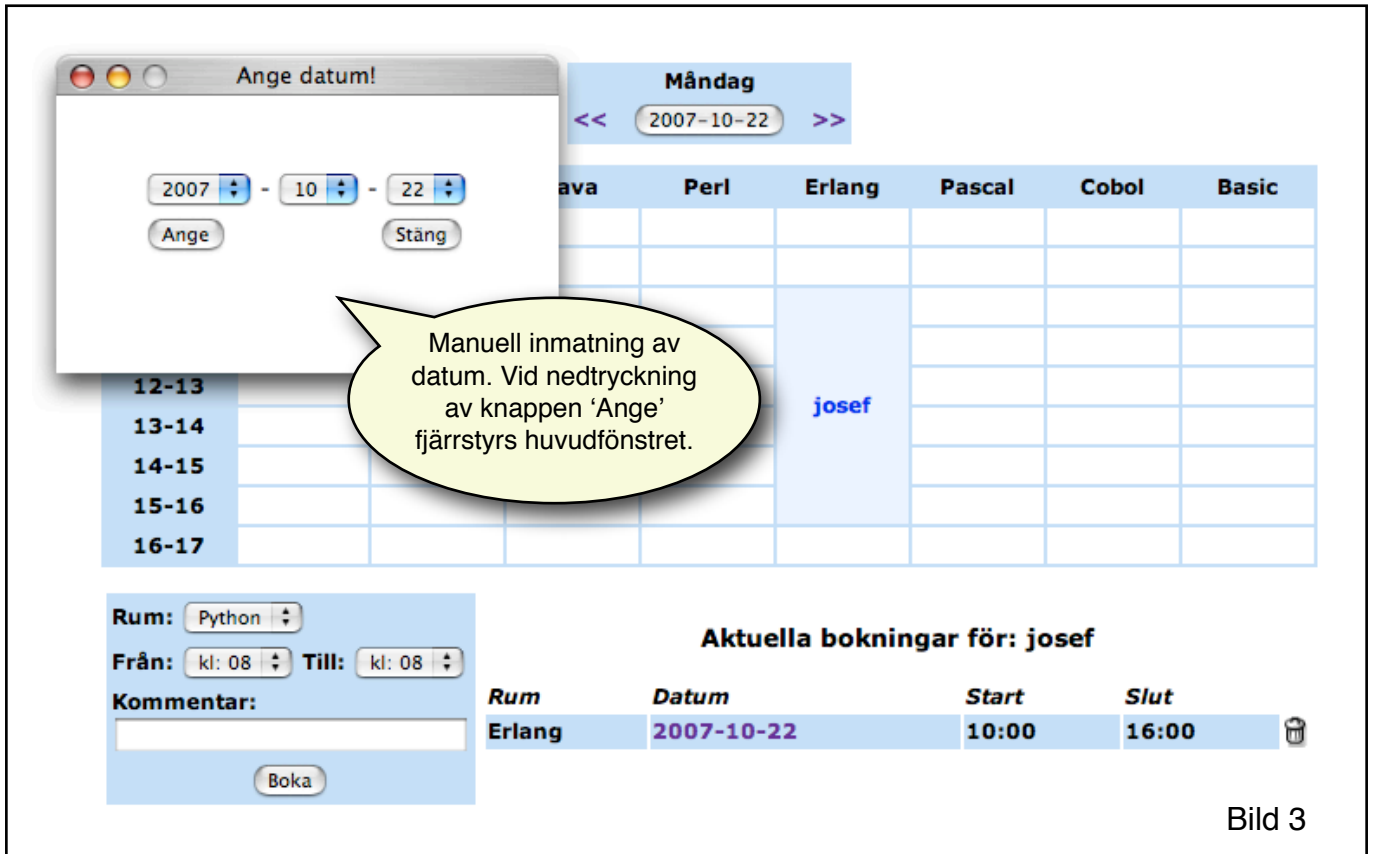 Ange datum!
2007 - 10 - 22
Ange Stäng
Måndag
<< 2007-10-22 >>
ava Perl Erlang Pascal Cobol Basic
Manuell inmatning av
datum. Vid nedtryckning
av knappen ‘Ange’
fjärrstyrs huvudfönstret.
12-13
josef
13-14
14-15
15-16
16-17
Rum: Python
Från: kl: 08 Till: kl: 08
Kommentar:
Boka
Aktuella bokningar för: josef
Rum Datum Start Slut
Erlang 2007-10-22 10:00 16:00
Bild 3